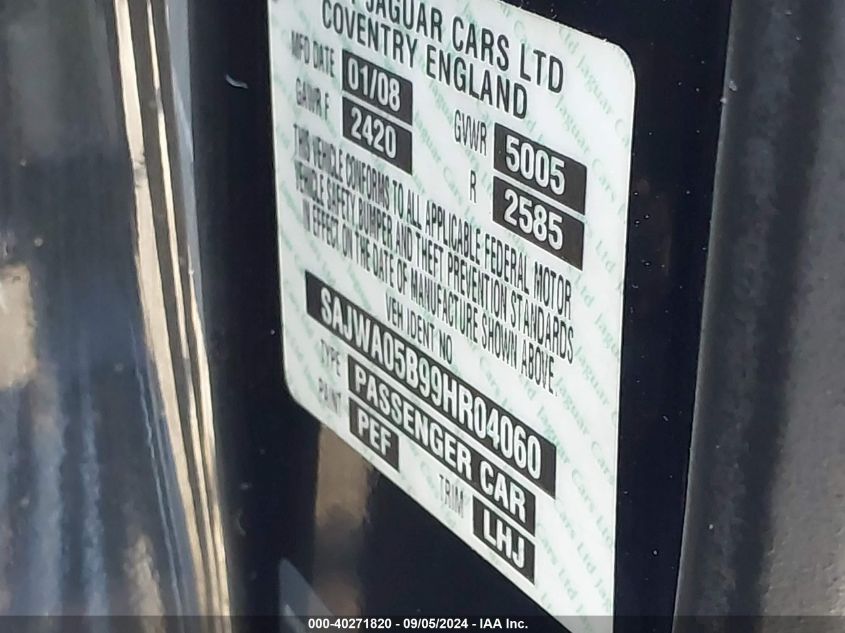 JAGUAR CARS LTD
COVENTRY ENGLAND
MFD DATE 01/08
GAWR F 2420 GVWR 5005
R 2585
THIS VEHICLE CONFORMS TO ALL APPLICABLE FEDERAL MOTOR
VEHICLE SAFETY, BUMPER AND THEFT PREVENTION STANDARDS
IN EFFECT ON THE DATE OF MANUFACTURE SHOWN ABOVE.
VEH IDENT NO
SAJWA05B99HR04060
TYPE PASSENGER CAR
PAINT PEF TRIM LHJ
000-40271820 - 09/05/2024 - IAA Inc.